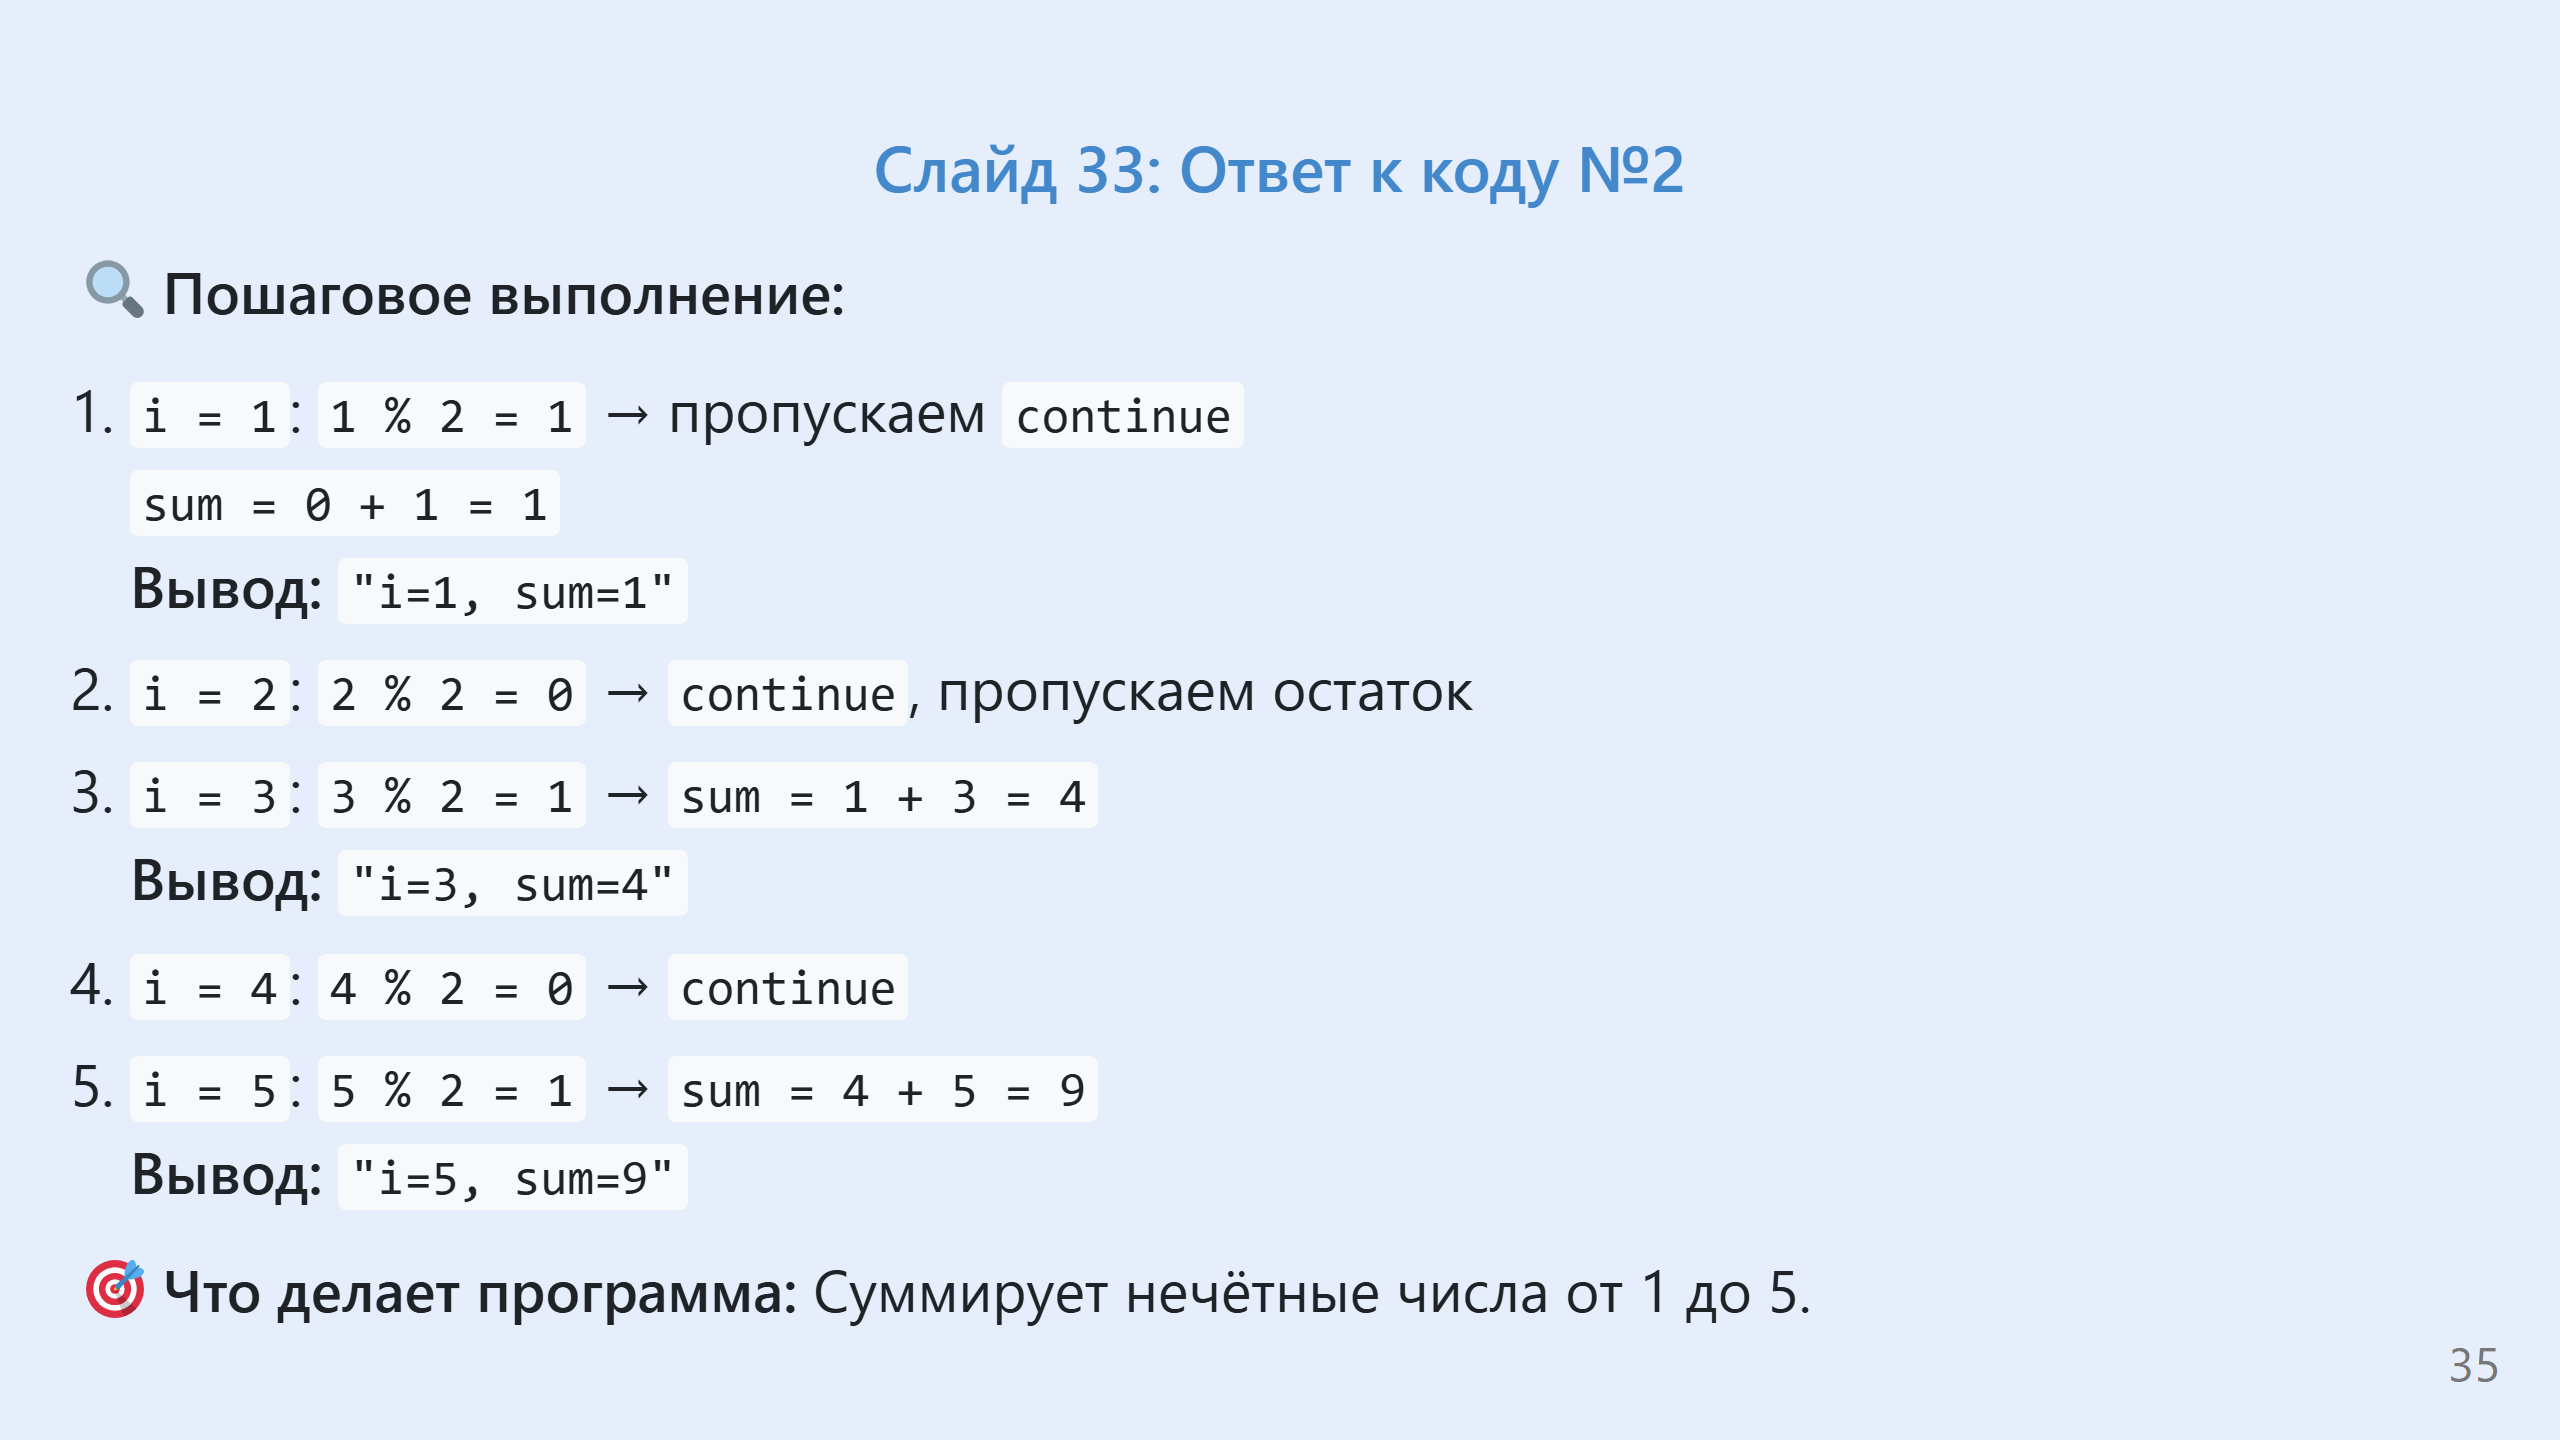 Слайд 33: Ответ к коду №2
🔍 Пошаговое выполнение:
1. i = 1: 1 % 2 = 1 → пропускаем continue
sum = 0 + 1 = 1
Вывод: "i=1, sum=1"
2. i = 2: 2 % 2 = 0 → continue, пропускаем остаток
3. i = 3: 3 % 2 = 1 → sum = 1 + 3 = 4
Вывод: "i=3, sum=4"
4. i = 4: 4 % 2 = 0 → continue
5. i = 5: 5 % 2 = 1 → sum = 4 + 5 = 9
Вывод: "i=5, sum=9"
🎯 Что делает программа: Суммирует нечётные числа от 1 до 5.
35